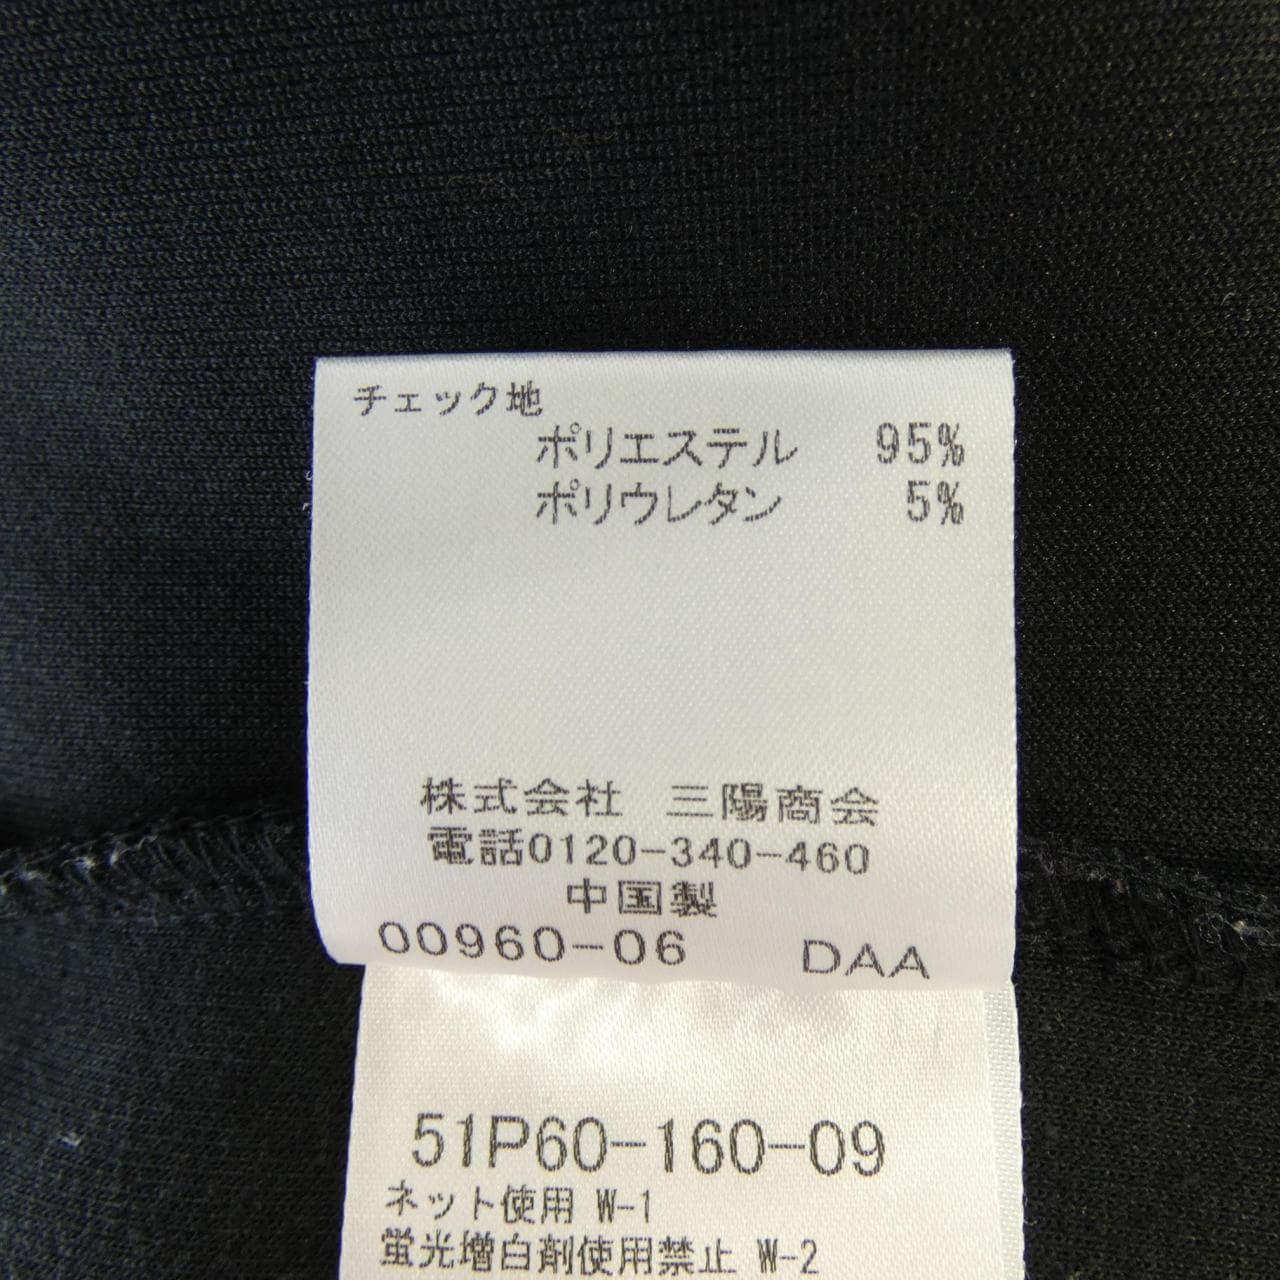 チェック地
ポリエステル 95%
ポリウレタン 5%
株式会社 三陽商会
電話0120-340-460
中国製
00960-06 DAA
51P60-160-09
ネット使用 W-1
蛍光増白剤使用禁止 W-2